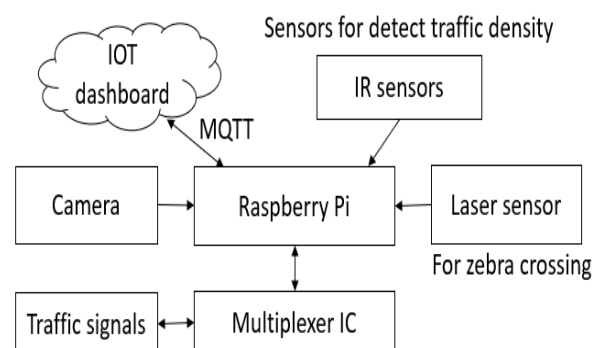 Sensors for detect traffic density
IOT
dashboard
IR sensors
MQTT
Camera
Raspberry Pi
Laser sensor
For zebra crossing
Traffic signals
Multiplexer IC